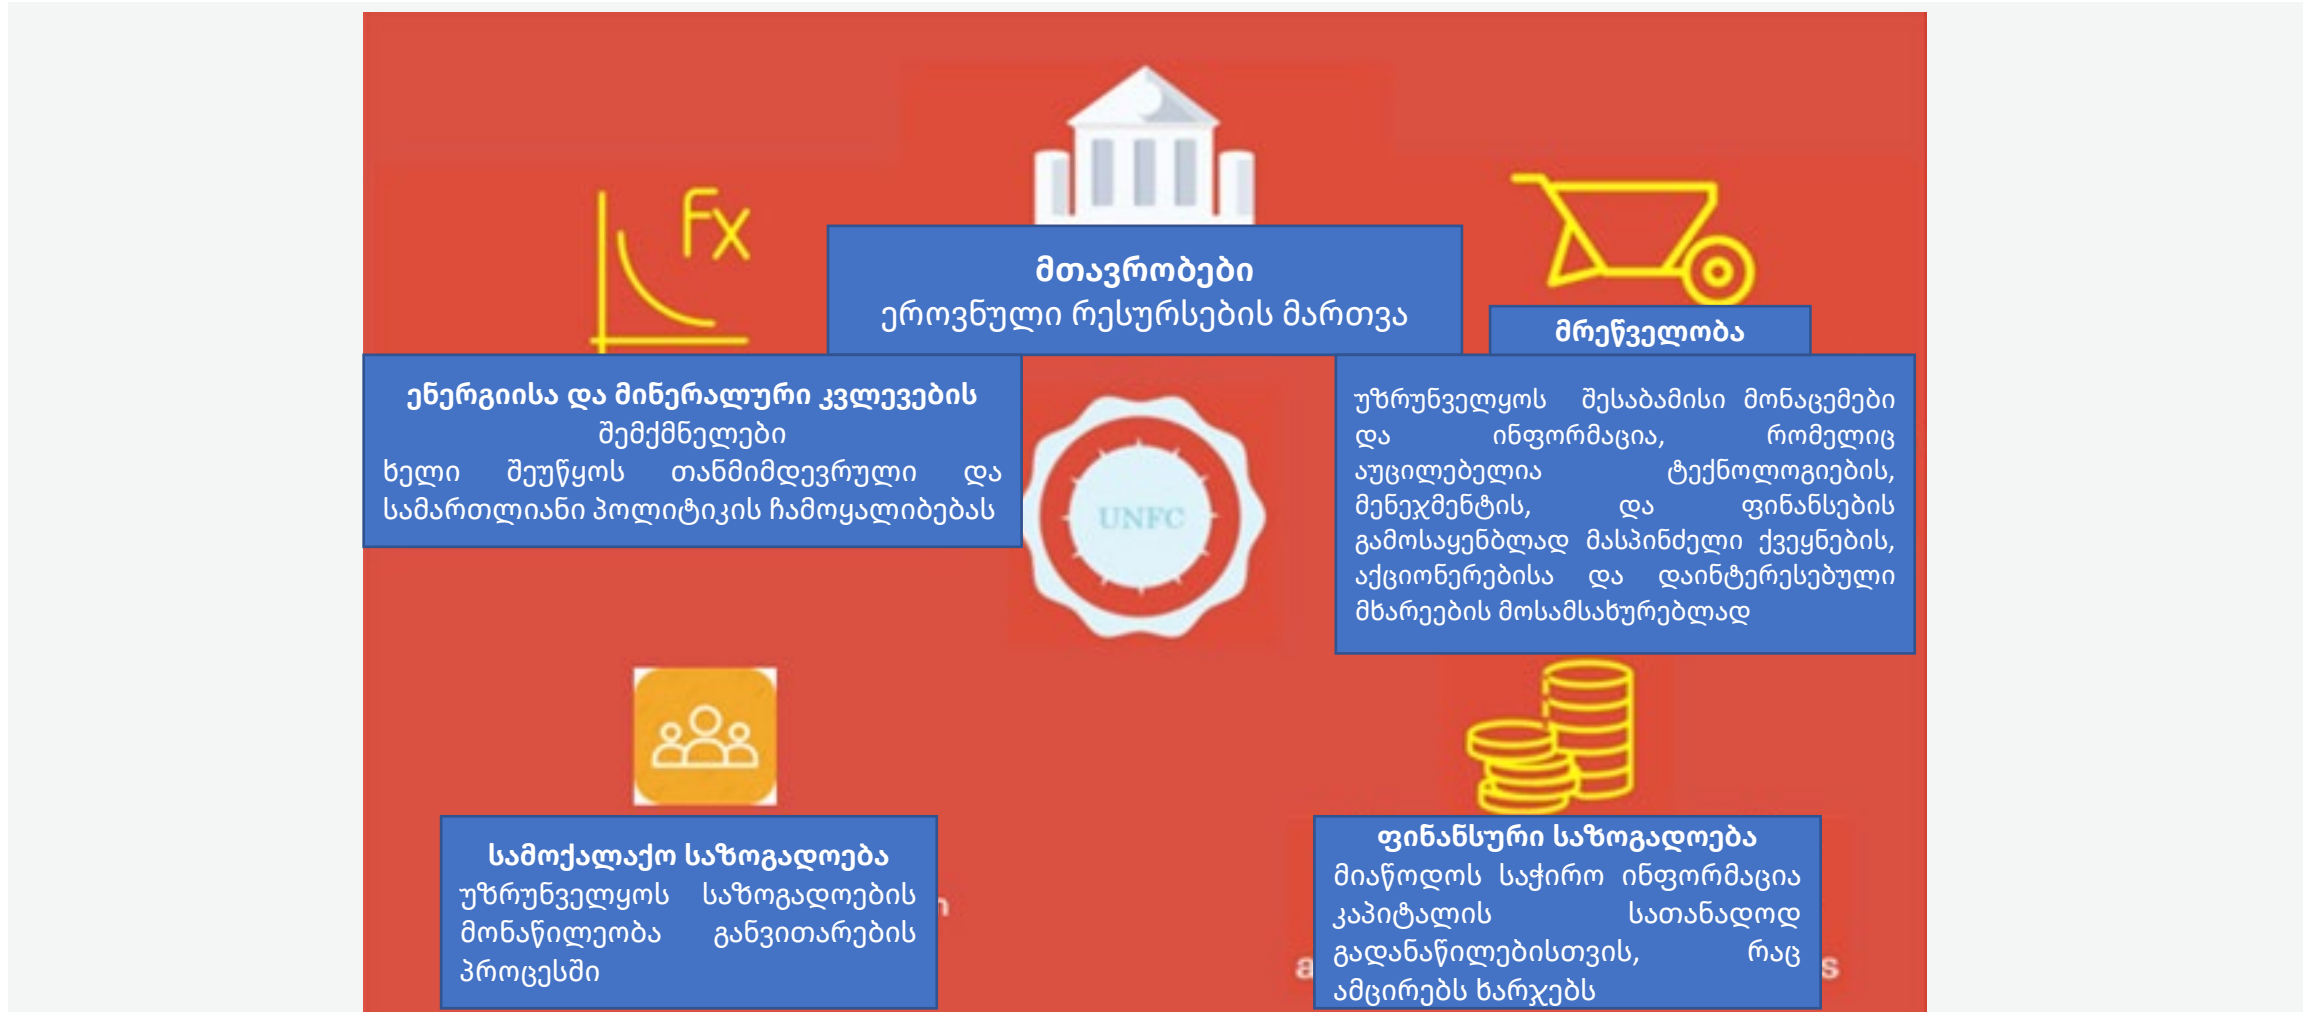 Fx
მთავრობები
ეროვნული რესურსების მართვა
მრეწველობა
უზრუნველყოს შესაბამისი მონაცემები
და ინფორმაცია, რომელიც
აუცილებელია ტექნოლოგიების,
მენეჯმენტის, და ფინანსების
გამოსაყენბლად მასპინძელი ქვეყნების,
აქციონერებისა და დაინტერესებული
მხარეების მოსამსახურებლად
ენერგიისა და მინერალური კვლევების
შემქმნელები
ხელი შეუწყოს თანმიმდევრული და
სამართლიანი პოლიტიკის ჩამოყალიბებას
UNFC
სამოქალაქო საზოგადოება
უზრუნველყოს საზოგადოების
მონაწილეობა განვითარების
პროცესში
ფინანსური საზოგადოება
მიაწოდოს საჭირო ინფორმაცია
კაპიტალის სათანადოდ
გადანაწილებისთვის, რაც
ამცირებს ხარჯებს